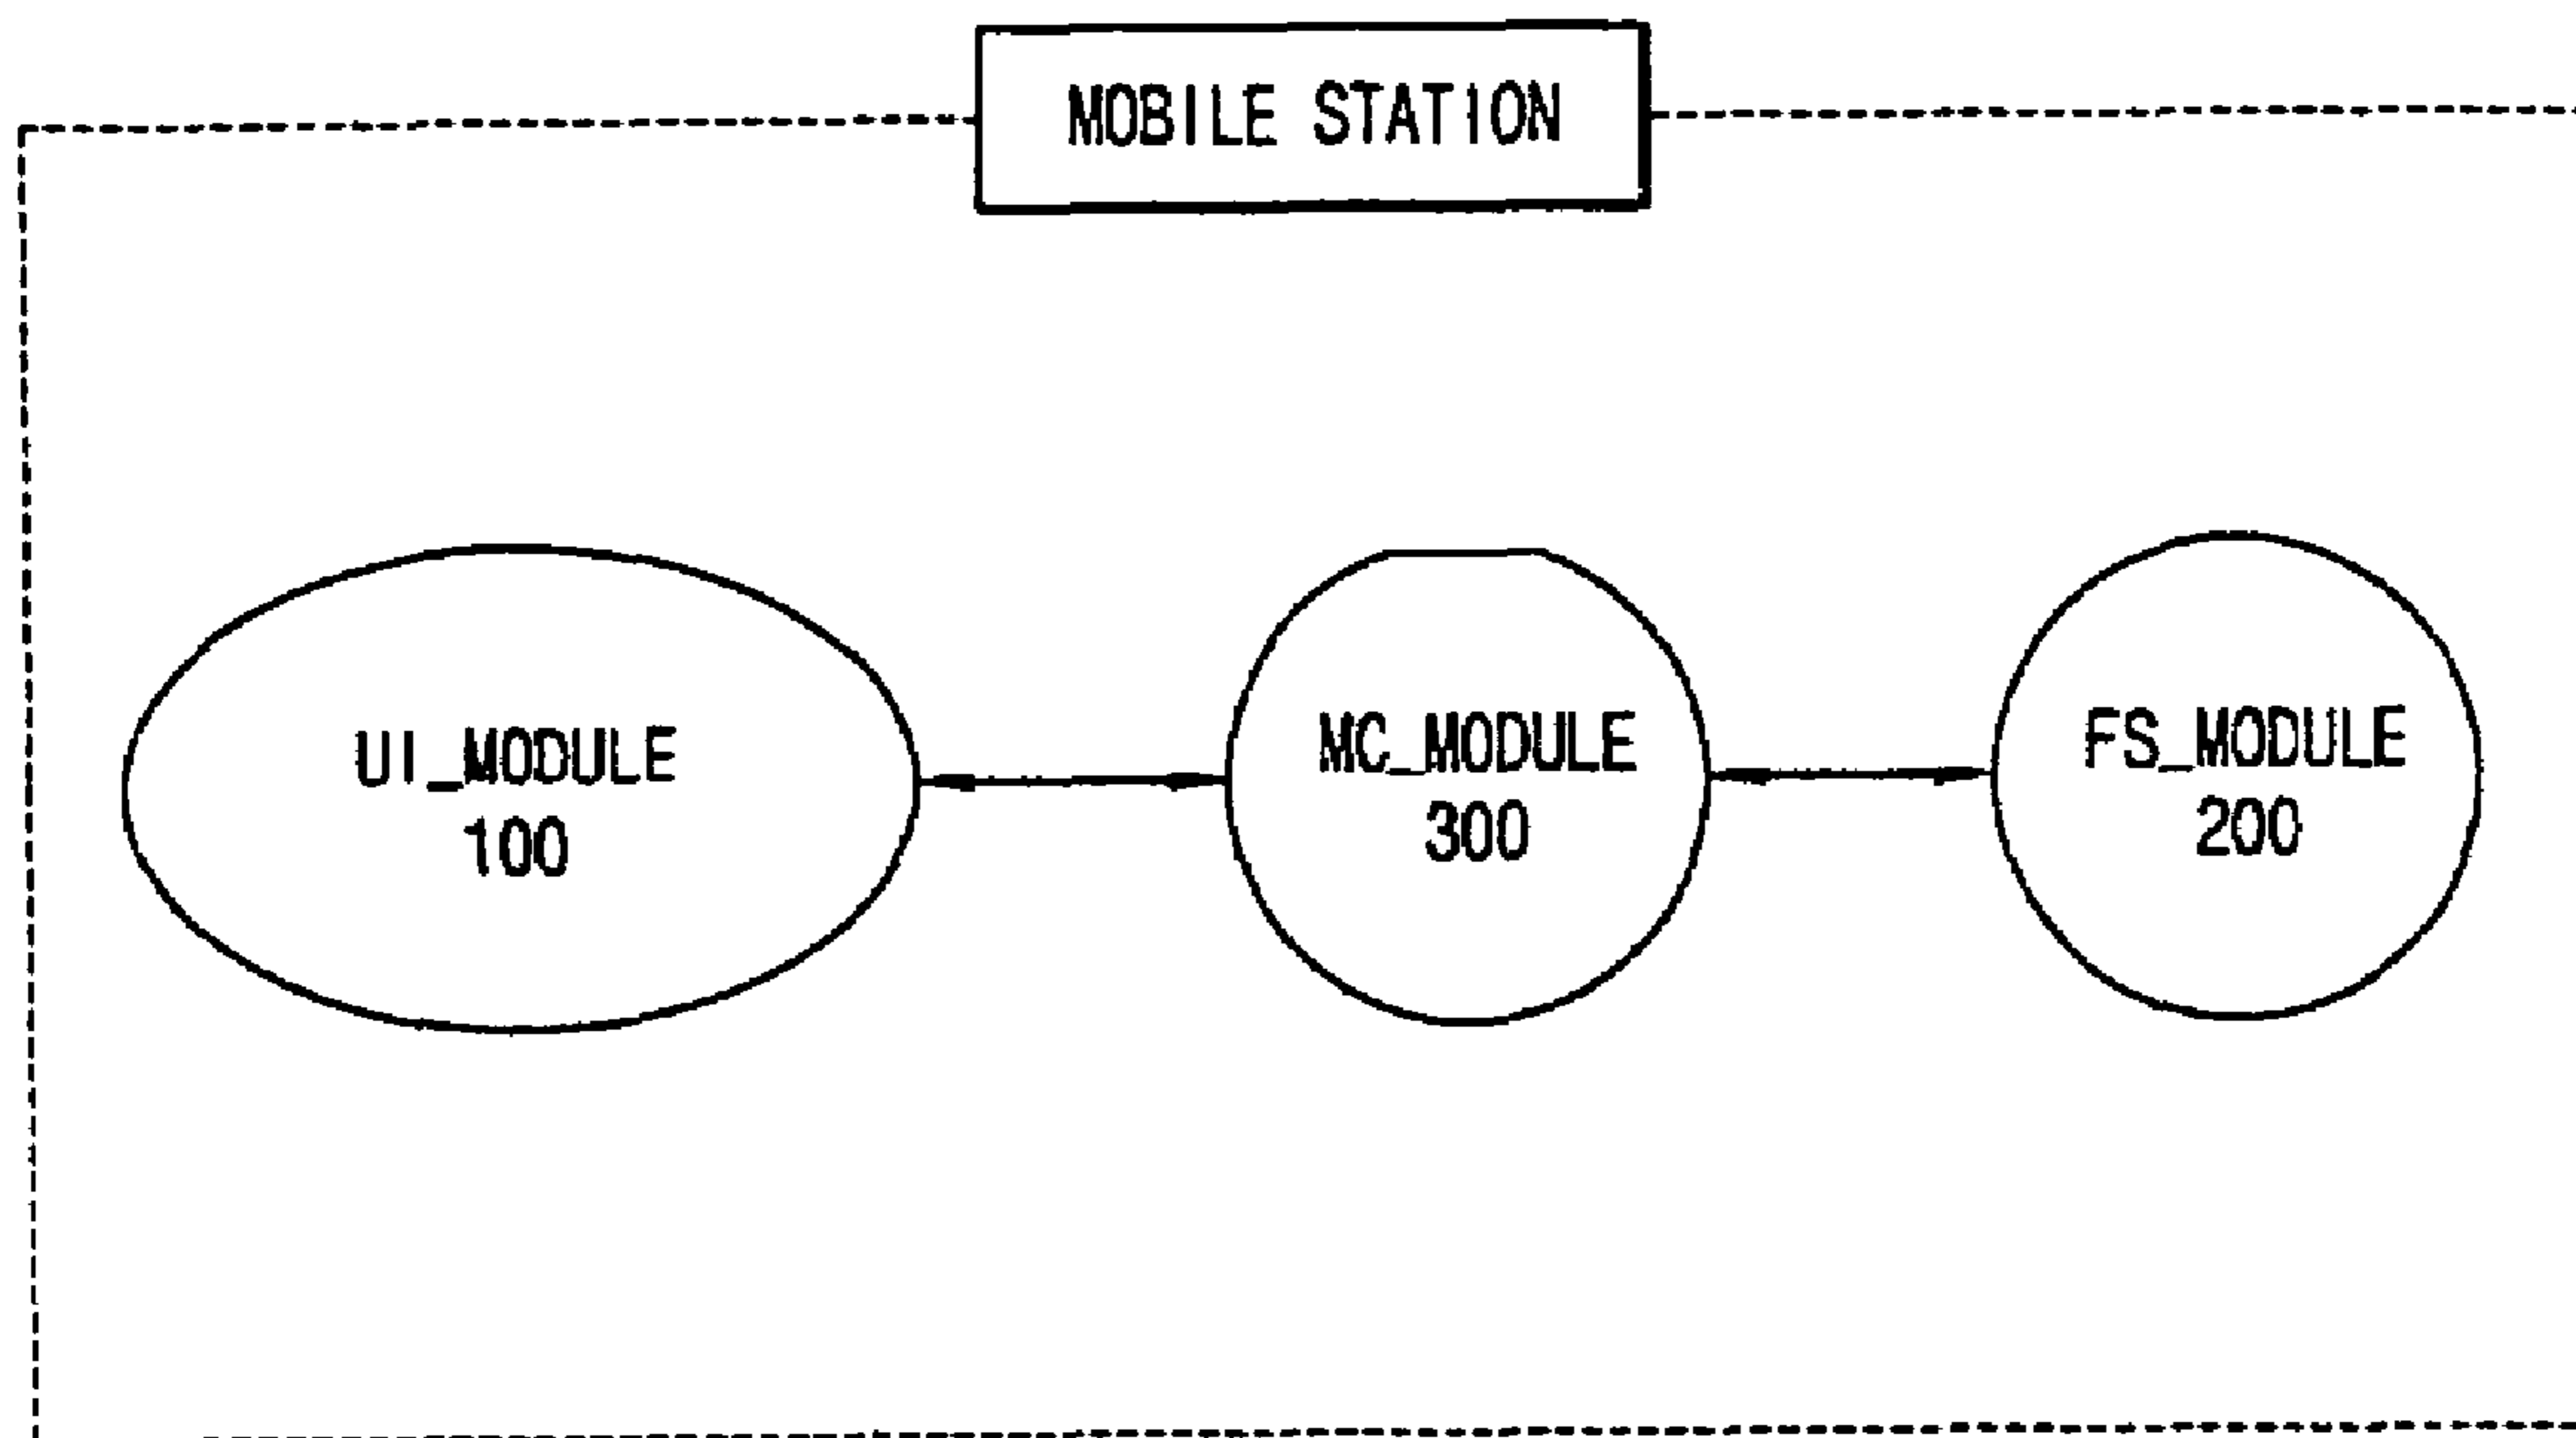 MOBILE STATION
UI_MODULE
100
MC_MODULE
300
FS_MODULE
200